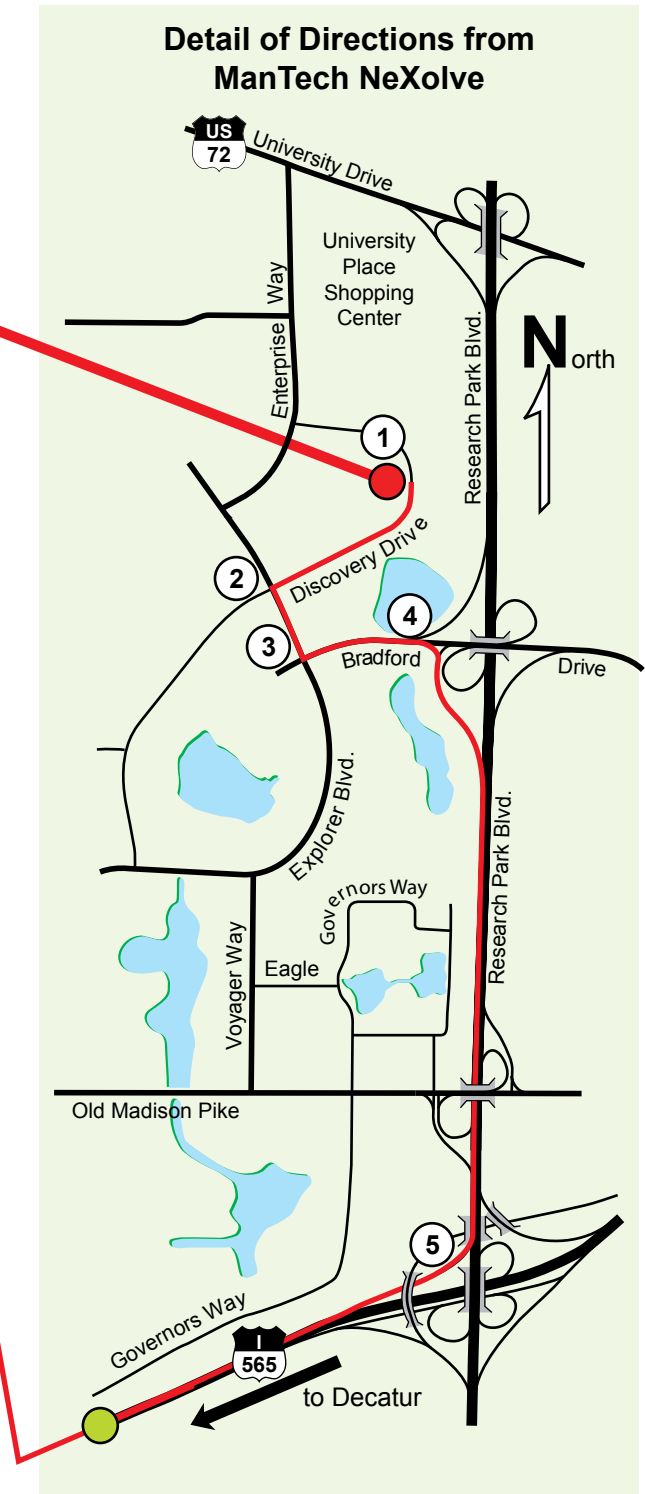 Detail of Directions from
ManTech NeXolve
US
72
University Drive
University
Place
Shopping
Center
Enterprise Way
Research Park Blvd.
North
1
Discovery Drive
2
3
4
Bradford Drive
Explorer Blvd.
Research Park Blvd.
Governors Way
Voyager Way
Eagle
Old Madison Pike
5
Governors Way
I
565
to Decatur